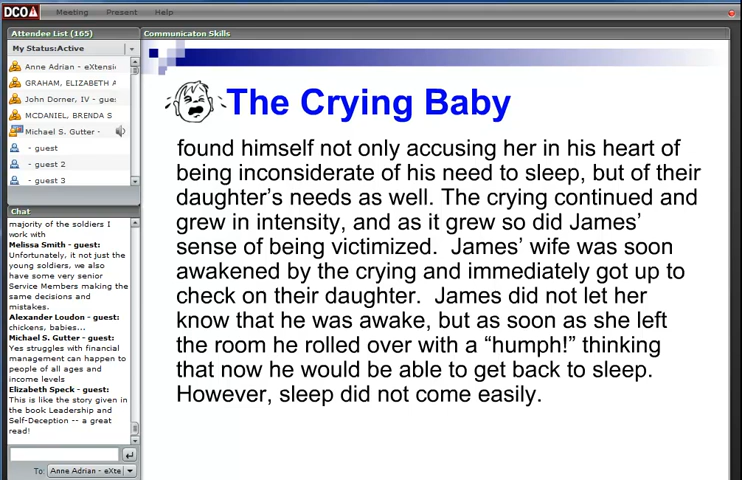 DCO
Meeting Present Help
Attendee List (165)
My Status:Active
Anne Adrian - eXtensi
GRAHAM, ELIZABETH A
John Dorner, IV - gue
MCDANIEL, BRENDA S
Michael S. Gutter -
- guest
- guest 2
- guest 3
Chat
majority of the soldiers I
work with
Melissa Smith - guest:
Unfortunately, it not just the
young soldiers, we also
have some very senior
Service Members making the
same decisions and
mistakes.
Alexander Loudon - guest:
chickens, babies...
Michael S. Gutter - guest:
Yes struggles with financial
management can happen to
people of all ages and
income levels
Elizabeth Speck - guest:
This is like the story given in
the book Leadership and
Self-Deception -- a great
read!
To: Anne Adrian - eXte
Communicaton Skills
The Crying Baby
found himself not only accusing her in his heart of
being inconsiderate of his need to sleep, but of their
daughter's needs as well. The crying continued and
grew in intensity, and as it grew so did James'
sense of being victimized. James' wife was soon
awakened by the crying and immediately got up to
check on their daughter. James did not let her
know that he was awake, but as soon as she left
the room he rolled over with a “humph!” thinking
that now he would be able to get back to sleep.
However, sleep did not come easily.